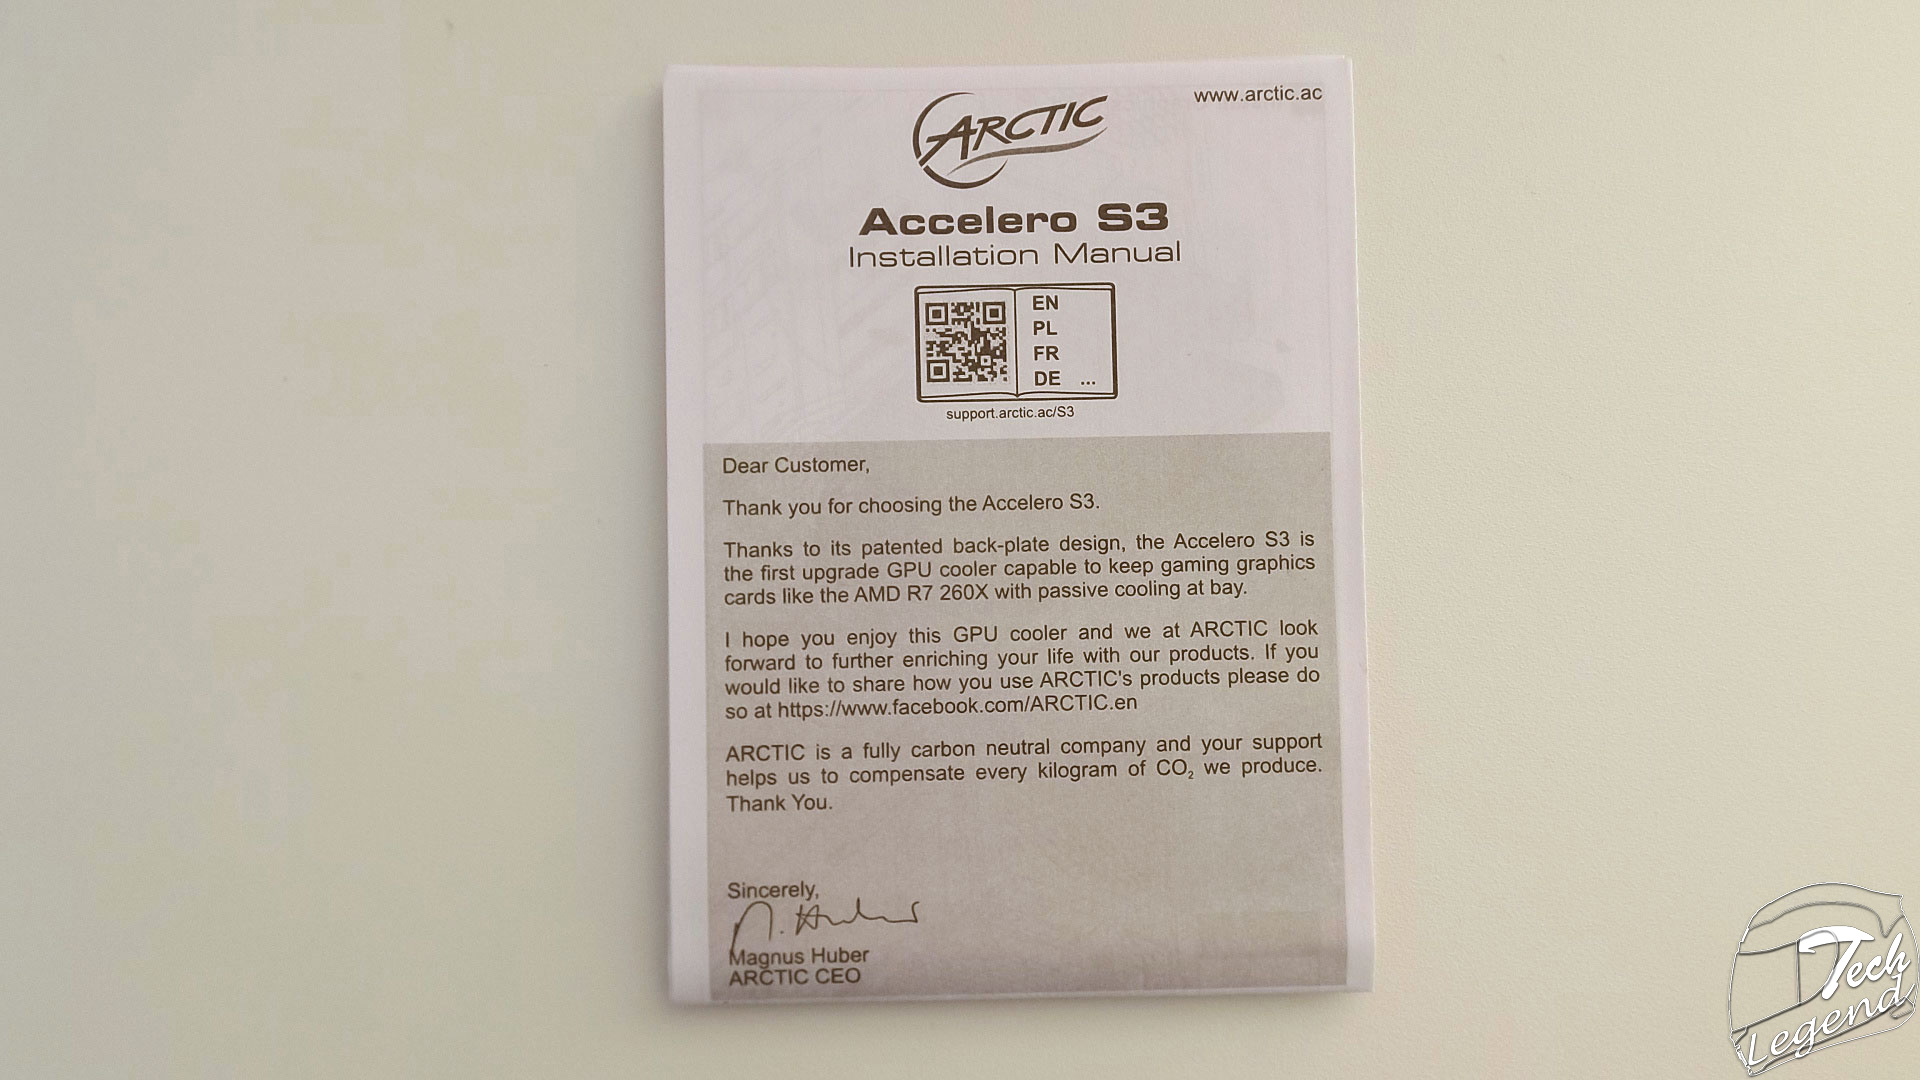 www.arctic.ac
ARCTIC
Accelero S3
Installation Manual
EN
PL
FR
DE ...
support.arctic.ac/S3
Dear Customer,
Thank you for choosing the Accelero S3.
Thanks to its patented back-plate design, the Accelero S3 is
the first upgrade GPU cooler capable to keep gaming graphics
cards like the AMD R7 260X with passive cooling at bay.
I hope you enjoy this GPU cooler and we at ARCTIC look
forward to further enriching your life with our products. If you
would like to share how you use ARCTIC's products please do
so at https://www.facebook.com/ARCTIC.en
ARCTIC is a fully carbon neutral company and your support
helps us to compensate every kilogram of CO₂ we produce.
Thank You.
Sincerely,
M. Huber
Magnus Huber
ARCTIC CEO
Tech
Legend